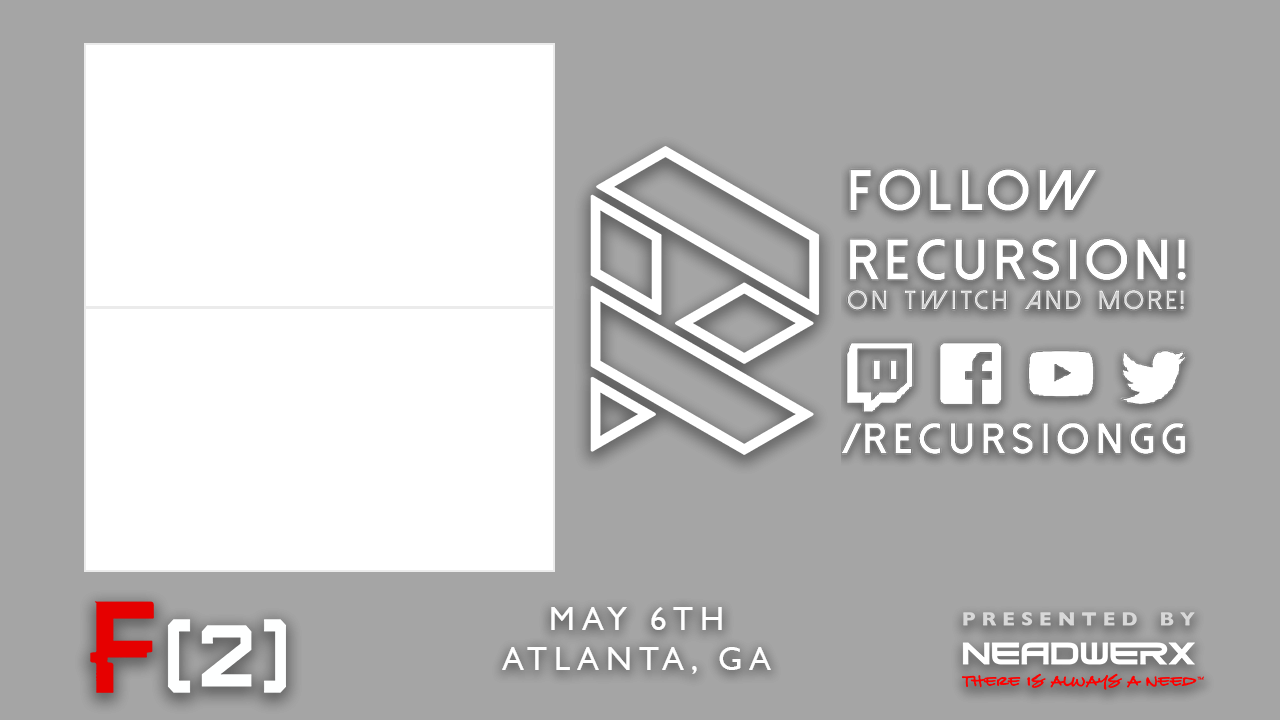 FOLLOW
RECURSION!
ON TWITCH AND MORE!
/RECURSIONGG
F[2]
MAY 6TH
ATLANTA, GA
PRESENTED BY
NEADWERX
THERE IS ALWAYS A NEED™